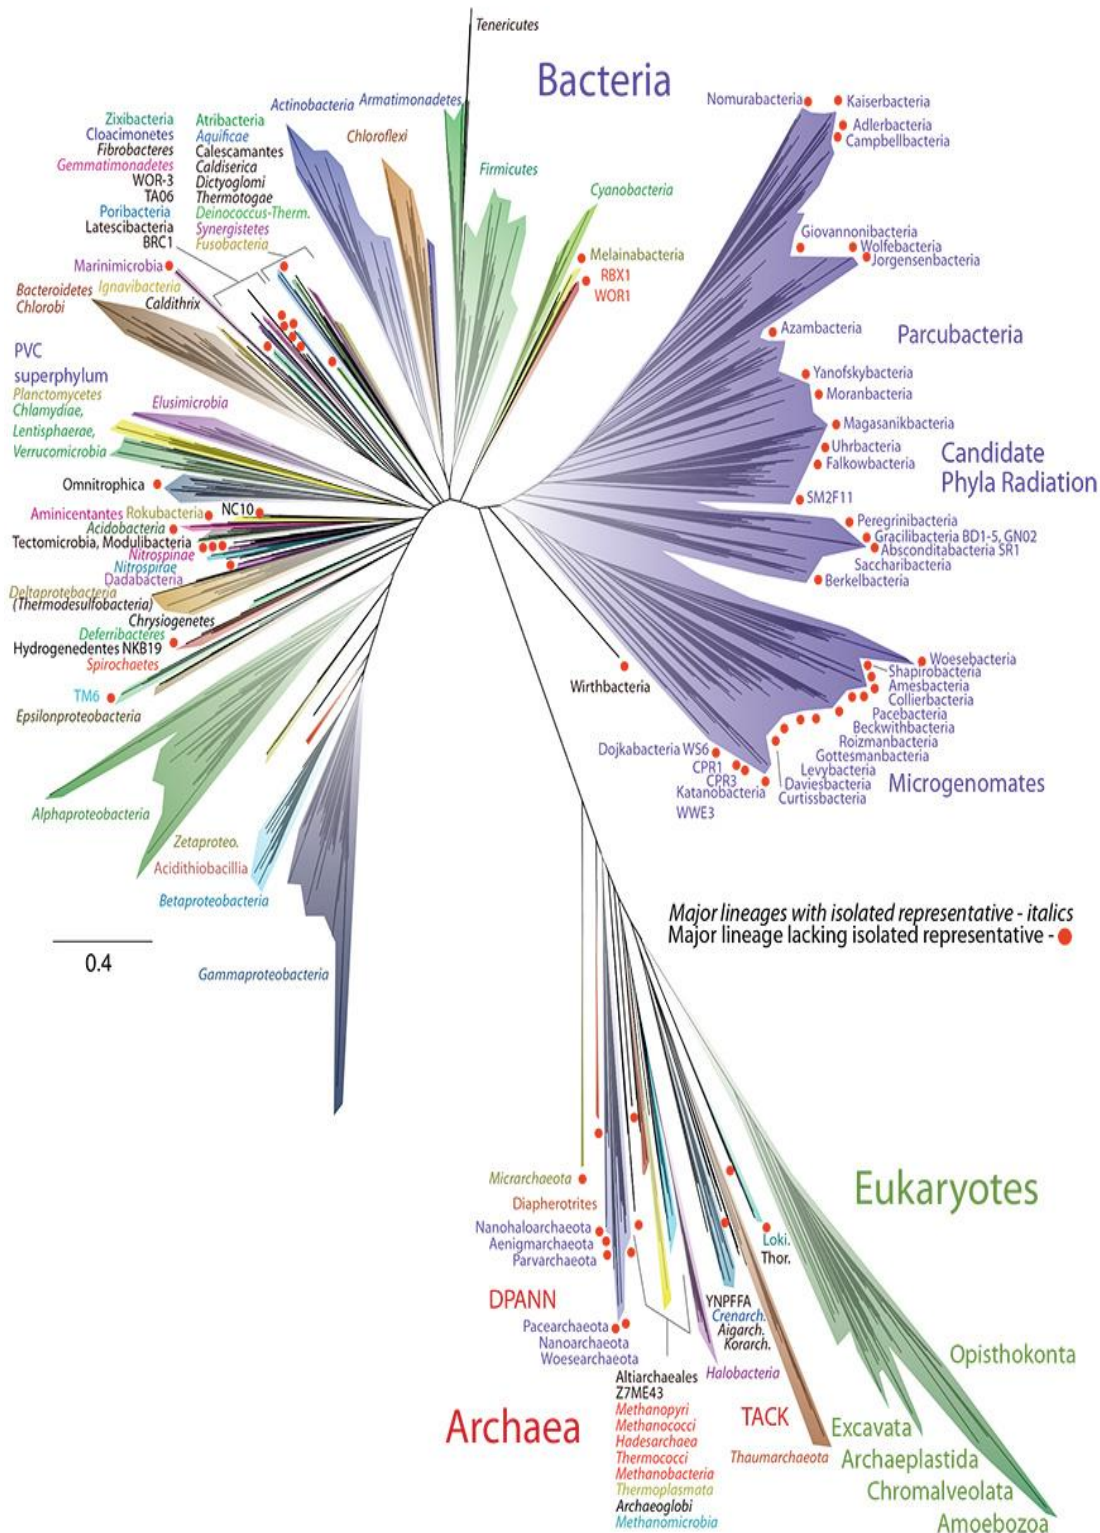 Tenericutes
Bacteria
Actinobacteria
Armatimonadetes
Nomurabacteria
Kaiserbacteria
Adlerbacteria
Campbellbacteria
Zixibacteria
Cloacimonetes
Fibrobacteres
Gemmatimonadetes
WOR-3
TA06
Poribacteria
Latescibacteria
BRC1
Atribacteria
Aquificae
Calescamantes
Caldiserica
Dictyoglomi
Thermotogae
Deinococcus-Therm.
Synergistetes
Fusobacteria
Chloroflexi
Firmicutes
Cyanobacteria
Melainabacteria
RBX1
WOR1
Giovannonibacteria
Wolfebacteria
Jorgensenbacteria
Marinimicrobia
Bacteroidetes
Chlorobi
Ignavibacteria
Caldithrix
Azambacteria
Parcubacteria
PVC
superphylum
Planctomycetes
Chlamydiae,
Lentisphaerae,
Verrucomicrobia
Elusimicrobia
Yanofskybacteria
Moranbacteria
Magasanikbacteria
Uhrbacteria
Falkowbacteria
Candidate
Phyla Radiation
SM2F11
Omnitrophica
Aminicentantes
Rokubacteria
NC10
Acidobacteria
Tectomicrobia, Modulibacteria
Nitrospinae
Nitrospirae
Dadabacteria
Deltaprotebacteria
(Thermodesulfobacteria)
Chrysiogenetes
Deferribacteres
Hydrogenedentes NKB19
Spirochaetes
TM6
Epsilonproteobacteria
Peregrinibacteria
Gracilibacteria BD1-5, GN02
Absconditabacteria SR1
Saccharibacteria
Berkelbacteria
Wirthbacteria
Woesebacteria
Shapirobacteria
Amesbacteria
Collierbacteria
Pacebacteria
Beckwithbacteria
Roizmanbacteria
Gottesmanbacteria
Levybacteria
Daviesbacteria
Curtissbacteria
Microgenomates
Dojkabacteria WS6
CPR1
CPR3
Katanobacteria
WWE3
Alphaproteobacteria
Zetaproteo.
Acidithiobacillia
Betaproteobacteria
Gammaproteobacteria
0.4
Major lineages with isolated representative - italics
Major lineage lacking isolated representative -
Micrarchaeota
Diapherotrites
Nanohaloarchaeota
Aenigmarchaeota
Parvarchaeota
DPANN
Pacearchaeota
Nanoarchaeota
Woesearchaeota
Archaea
Altiarchaeales
Z7ME43
Methanopyri
Methanococci
Hadesarchaea
Thermococci
Methanobacteria
Thermoplasmata
Archaeoglobi
Methanomicrobia
Halobacteria
YNPFFA
Crenarch.
Aigarch.
Korarch.
Loki.
Thor.
TACK
Thaumarchaeota
Eukaryotes
Opisthokonta
Excavata
Archaeplastida
Chromalveolata
Amoebozoa